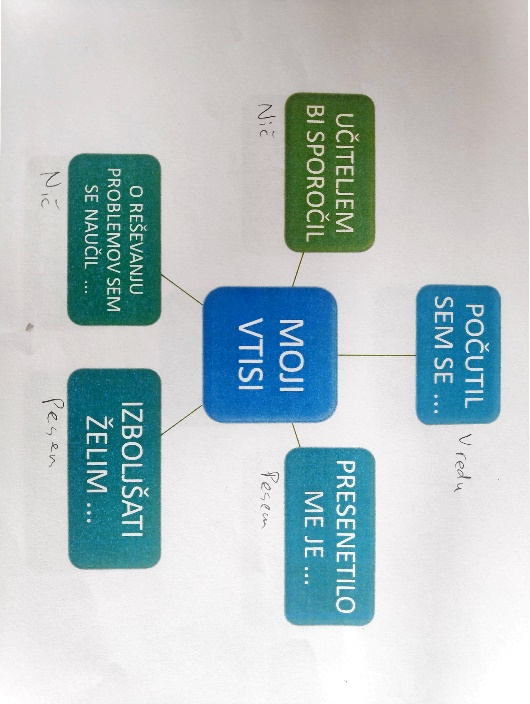 POČUTIL
SEM SE ...
V redu
UČITELJEM
BI SPOROČIL
Nič
MOJI
VTISI
PRESENETILO
ME JE ...
Pesem
O REŠEVANJU
PROBLEMOV SEM
SE NAUČIL ...
Nič
IZBOLJŠATI
ŽELIM ...
Pesem